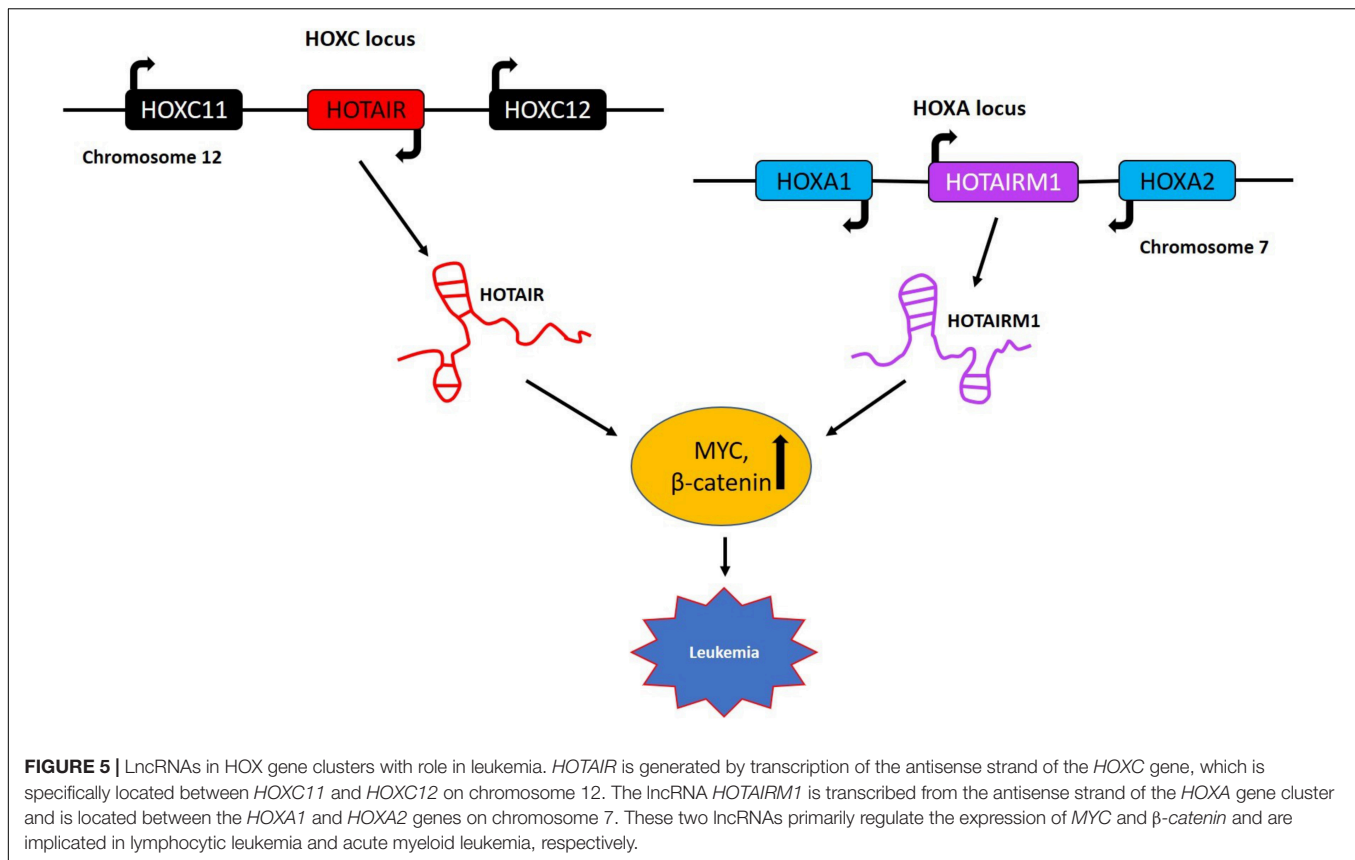 HOXC locus
HOXC11
HOTAIR
HOXC12
Chromosome 12
HOXA locus
HOXA1
HOTAIRM1
HOXA2
Chromosome 7
HOTAIR
HOTAIRM1
MYC,
β-catenin
Leukemia
FIGURE 5 | LncRNAs in HOX gene clusters with role in leukemia. HOTAIR is generated by transcription of the antisense strand of the HOXC gene, which is
specifically located between HOXC11 and HOXC12 on chromosome 12. The lncRNA HOTAIRM1 is transcribed from the antisense strand of the HOXA gene cluster
and is located between the HOXA1 and HOXA2 genes on chromosome 7. These two lncRNAs primarily regulate the expression of MYC and β-catenin and are
implicated in lymphocytic leukemia and acute myeloid leukemia, respectively.